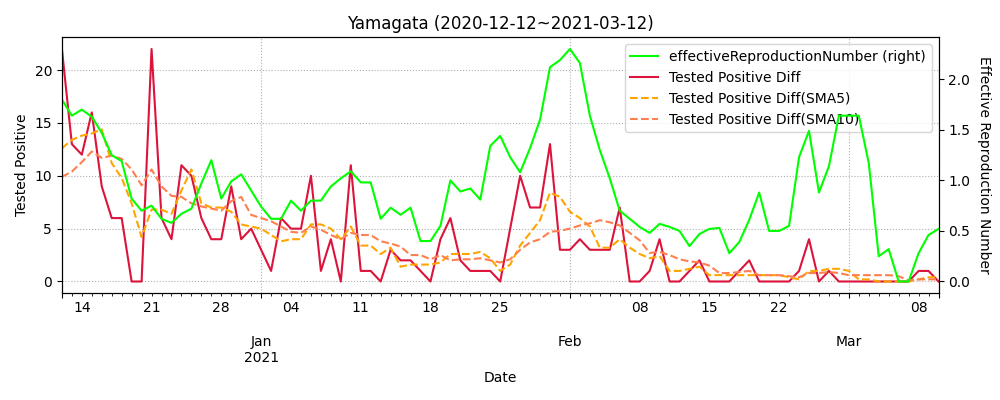 Yamagata (2020-12-12~2021-03-12)
effectiveReproductionNumber (right)
Tested Positive Diff
Tested Positive Diff(SMA5)
Tested Positive Diff(SMA10)
Tested Positive
20
15
10
5
0
Effective Reproduction Number
2.0
1.5
1.0
0.5
0.0
14 21 28 04 11 18 25 08 15 22 08
Jan Feb Mar
2021
Date